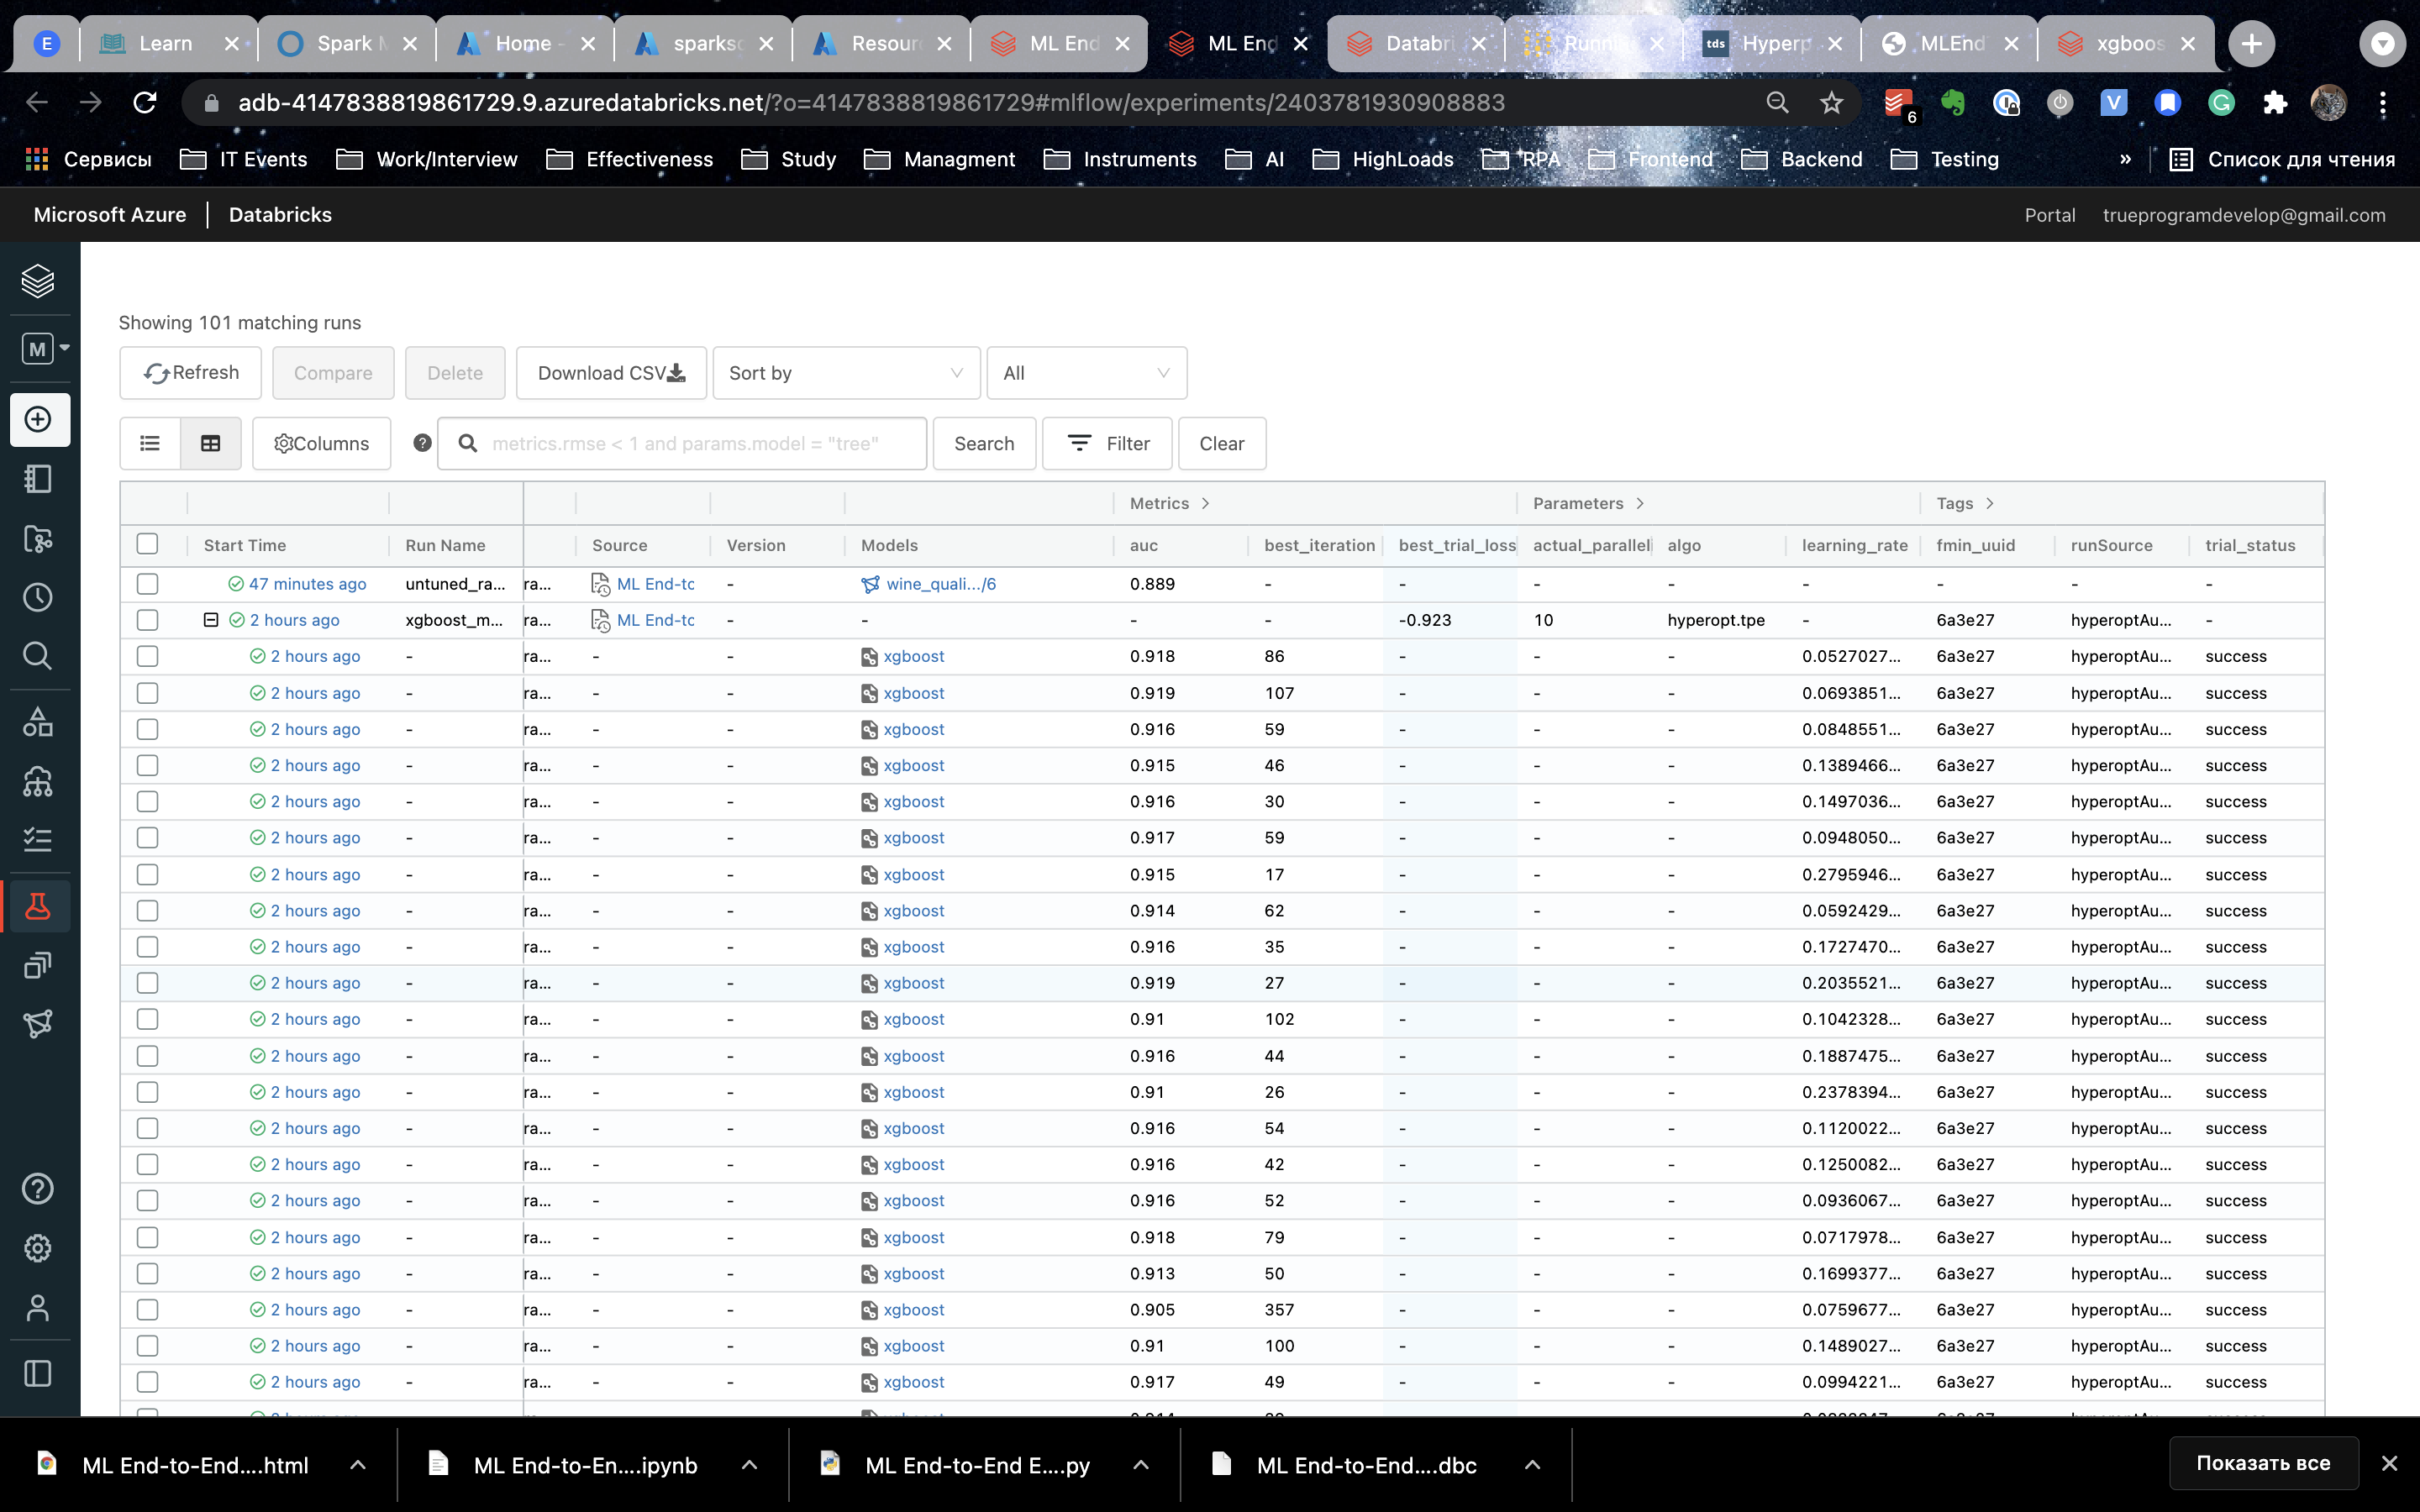 E Learn Spark M Home - sparksc Resour ML End ML End Databri Runnin tds Hyperp MLEnd xgboos
adb-4147838819861729.9.azuredatabricks.net/?o=4147838819861729#mlflow/experiments/2403781930908883 6
Сервисы IT Events Work/Interview Effectiveness Study Managment Instruments AI HighLoads RPA Frontend Backend Testing » Список для чтения
Microsoft Azure Databricks Portal trueprogramdevelop@gmail.com
M
Showing 101 matching runs
Refresh Compare Delete Download CSV Sort by All
Columns metrics.rmse < 1 and params.model = "tree" Search Filter Clear
Metrics Parameters Tags
Start Time Run Name Source Version Models auc best_iteration best_trial_loss actual_parallel algo learning_rate fmin_uuid runSource trial_status
47 minutes ago untuned_ra... ra... ML End-to - wine_quali.../6 0.889 - - - - - - - -
2 hours ago xgboost_m... ra... ML End-to - - - - -0.923 10 hyperopt.tpe - 6a3e27 hyperoptAu... -
2 hours ago - ra... - - xgboost 0.918 86 - - - 0.0527027... 6a3e27 hyperoptAu... success
2 hours ago - ra... - - xgboost 0.919 107 - - - 0.0693851... 6a3e27 hyperoptAu... success
2 hours ago - ra... - - xgboost 0.916 59 - - - 0.0848551... 6a3e27 hyperoptAu... success
2 hours ago - ra... - - xgboost 0.915 46 - - - 0.1389466... 6a3e27 hyperoptAu... success
2 hours ago - ra... - - xgboost 0.916 30 - - - 0.1497036... 6a3e27 hyperoptAu... success
2 hours ago - ra... - - xgboost 0.917 59 - - - 0.0948050... 6a3e27 hyperoptAu... success
2 hours ago - ra... - - xgboost 0.915 17 - - - 0.2795946... 6a3e27 hyperoptAu... success
2 hours ago - ra... - - xgboost 0.914 62 - - - 0.0592429... 6a3e27 hyperoptAu... success
2 hours ago - ra... - - xgboost 0.916 35 - - - 0.1727470... 6a3e27 hyperoptAu... success
2 hours ago - ra... - - xgboost 0.919 27 - - - 0.2035521... 6a3e27 hyperoptAu... success
2 hours ago - ra... - - xgboost 0.91 102 - - - 0.1042328... 6a3e27 hyperoptAu... success
2 hours ago - ra... - - xgboost 0.916 44 - - - 0.1887475... 6a3e27 hyperoptAu... success
2 hours ago - ra... - - xgboost 0.91 26 - - - 0.2378394... 6a3e27 hyperoptAu... success
2 hours ago - ra... - - xgboost 0.916 54 - - - 0.1120022... 6a3e27 hyperoptAu... success
2 hours ago - ra... - - xgboost 0.916 42 - - - 0.1250082... 6a3e27 hyperoptAu... success
2 hours ago - ra... - - xgboost 0.916 52 - - - 0.0936067... 6a3e27 hyperoptAu... success
2 hours ago - ra... - - xgboost 0.918 79 - - - 0.0717978... 6a3e27 hyperoptAu... success
2 hours ago - ra... - - xgboost 0.913 50 - - - 0.1699377... 6a3e27 hyperoptAu... success
2 hours ago - ra... - - xgboost 0.905 357 - - - 0.0759677... 6a3e27 hyperoptAu... success
2 hours ago - ra... - - xgboost 0.91 100 - - - 0.1489027... 6a3e27 hyperoptAu... success
2 hours ago - ra... - - xgboost 0.917 49 - - - 0.0994221... 6a3e27 hyperoptAu... success
ML End-to-End....html ML End-to-En....ipynb ML End-to-End E....py ML End-to-End....dbc Показать все